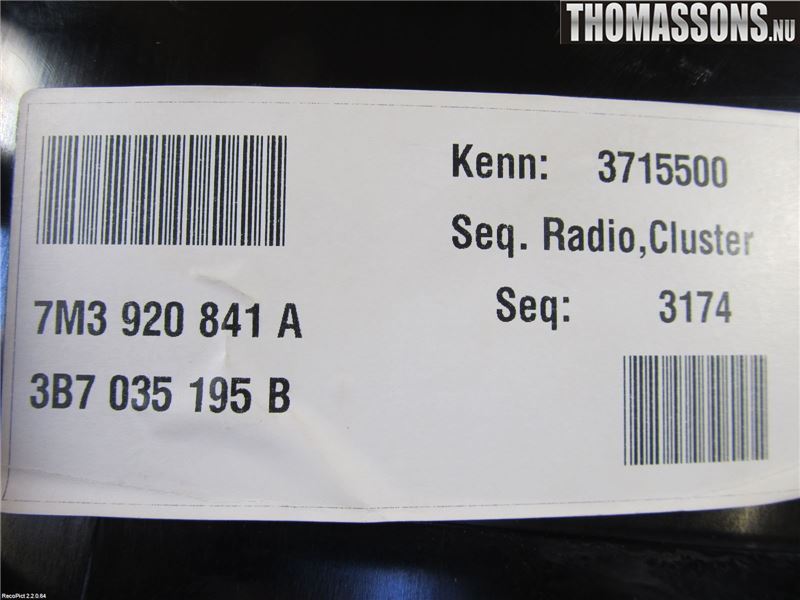 THOMASSONS.NU
Kenn: 3715500
Seq. Radio,Cluster
Seq: 3174
7M3 920 841 A
3B7 035 195 B
RecoPict 2.2.0.64